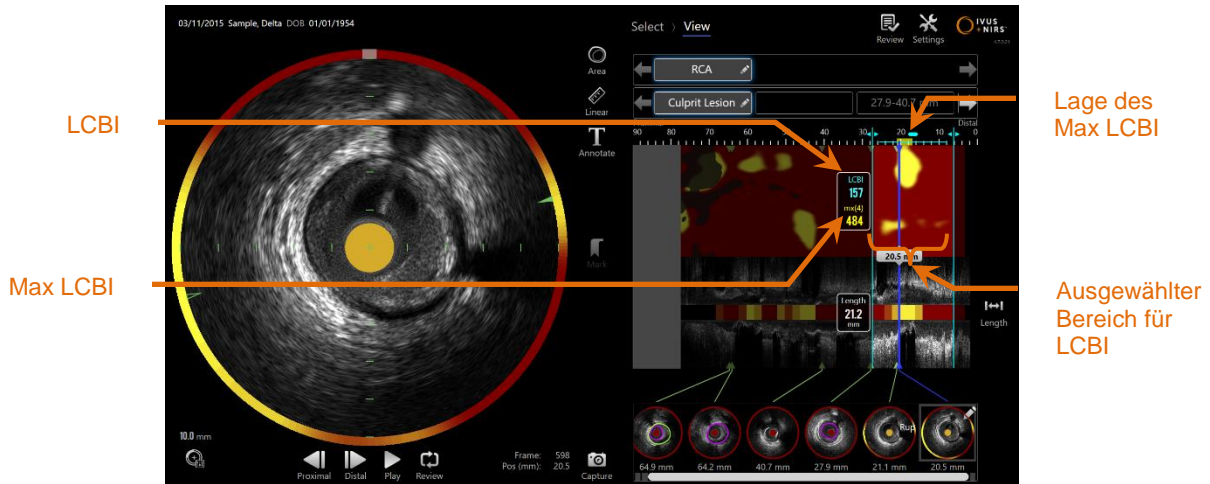 03/11/2015 Sample, Delta DOB 01/01/1954
Select 〉 View
Review
Settings
IVUS
+NIRS
Area
RCA
Culprit Lesion
27.9-40.7 mm
Linear
Distal
Annotate
90 80 70 60 40 30 20 10 0
LCBI
Lage des
Max LCBI
LCBI
157
mx(4)
484
Mark
20.5 mm
Max LCBI
Length
21.2
mm
Length
Ausgewählter
Bereich für
LCBI
Rup
10.0 mm
Proximal
Distal
Play
Review
Frame: 598
Pos (mm): 20.5
Capture
64.9 mm
64.2 mm
40.7 mm
27.9 mm
21.1 mm
20.5 mm